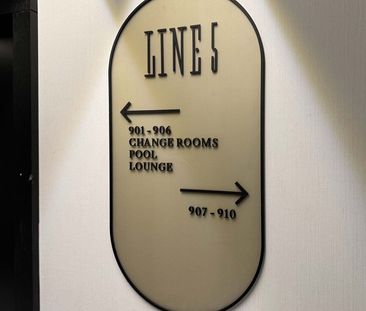 LINE 5
901 - 906
CHANGE ROOMS
POOL
LOUNGE
907 - 910